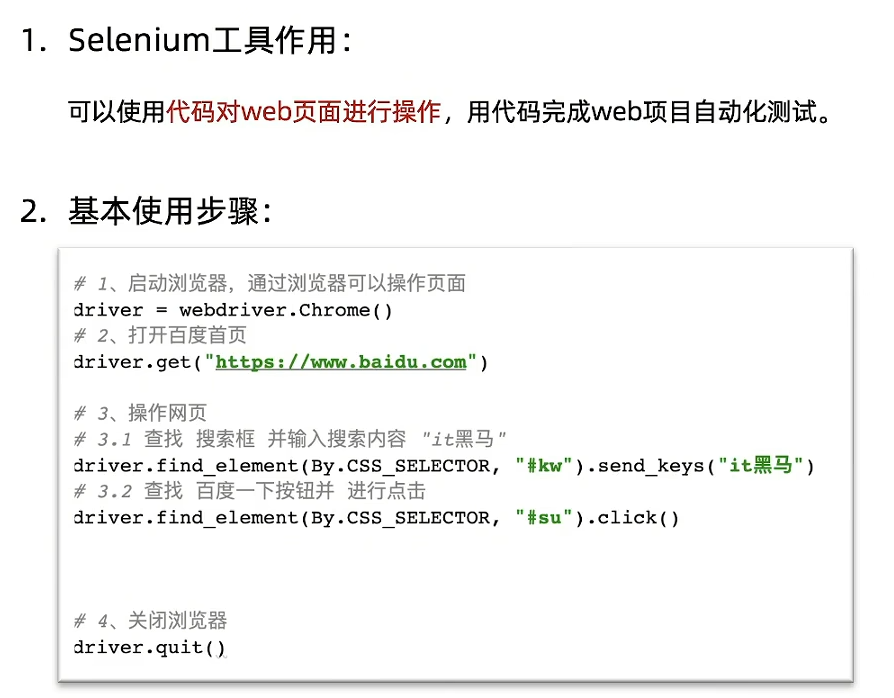 1. Selenium工具作用：
可以使用代码对web页面进行操作，用代码完成web项目自动化测试。
2. 基本使用步骤：
# 1、启动浏览器，通过浏览器可以操作页面
driver = webdriver.Chrome()
# 2、打开百度首页
driver.get("https://www.baidu.com")
# 3、操作网页
# 3.1 查找 搜索框 并输入搜索内容 "it黑马"
driver.find_element(By.CSS_SELECTOR, "#kw").send_keys("it黑马")
# 3.2 查找 百度一下按钮并 进行点击
driver.find_element(By.CSS_SELECTOR, "#su").click()
# 4、关闭浏览器
driver.quit()